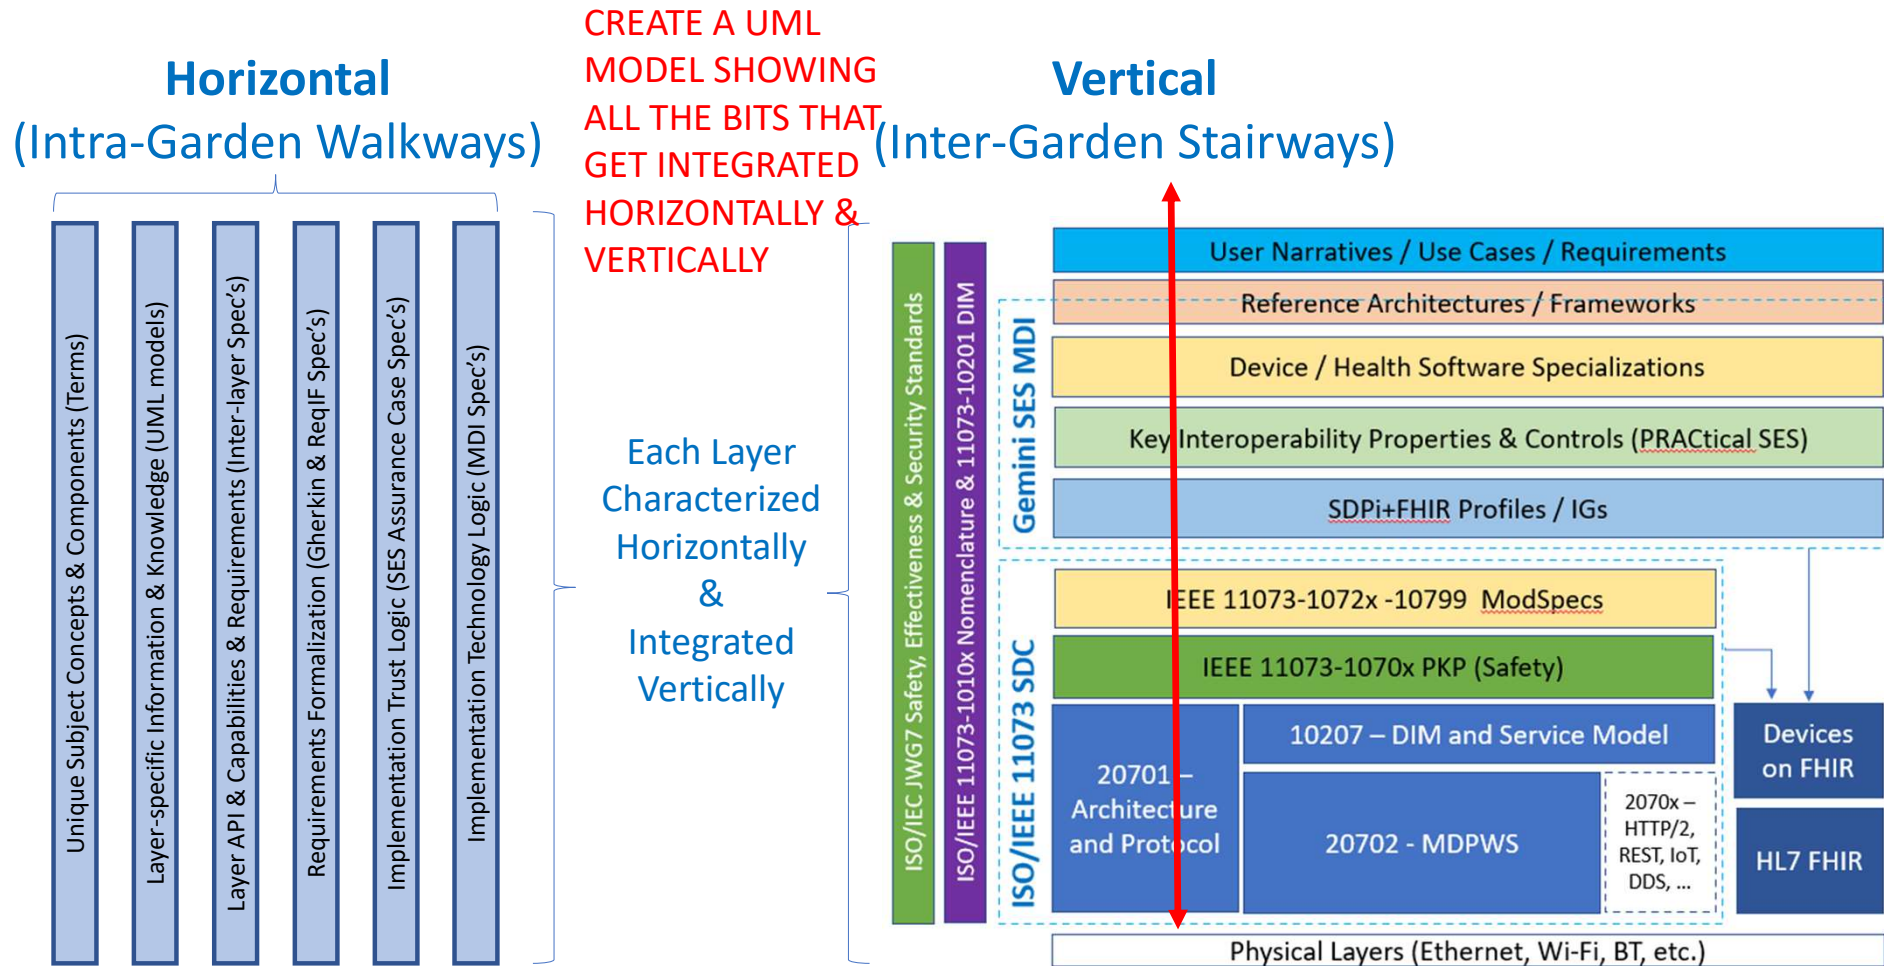 CREATE A UML
MODEL SHOWING
ALL THE BITS THAT
GET INTEGRATED
HORIZONTALLY &
VERTICALLY
Horizontal
(Intra-Garden Walkways)
Unique Subject Concepts & Components (Terms)
Layer-specific Information & Knowledge (UML models)
Layer API & Capabilities & Requirements (Inter-layer Spec's)
Requirements Formalization (Gherkin & ReqIF Spec's)
Implementation Trust Logic (SES Assurance Case Spec's)
Implementation Technology Logic (MDI Spec's)
Each Layer
Characterized
Horizontally
&
Integrated
Vertically
Vertical
(Inter-Garden Stairways)
ISO/IEC JWG7 Safety, Effectiveness & Security Standards
ISO/IEEE 11073-1010x Nomenclature & 11073-10201 DIM
Gemini SES MDI
User Narratives / Use Cases / Requirements
Reference Architectures / Frameworks
Device / Health Software Specializations
Key Interoperability Properties & Controls (PRACtical SES)
SDPi+FHIR Profiles / IGs
ISO/IEEE 11073 SDC
IEEE 11073-1072x -10799 ModSpecs
IEEE 11073-1070x PKP (Safety)
20701 –
Architecture
and Protocol
10207 – DIM and Service Model
20702 - MDPWS
2070x –
HTTP/2,
REST, IoT,
DDS, ...
Devices
on FHIR
HL7 FHIR
Physical Layers (Ethernet, Wi-Fi, BT, etc.)